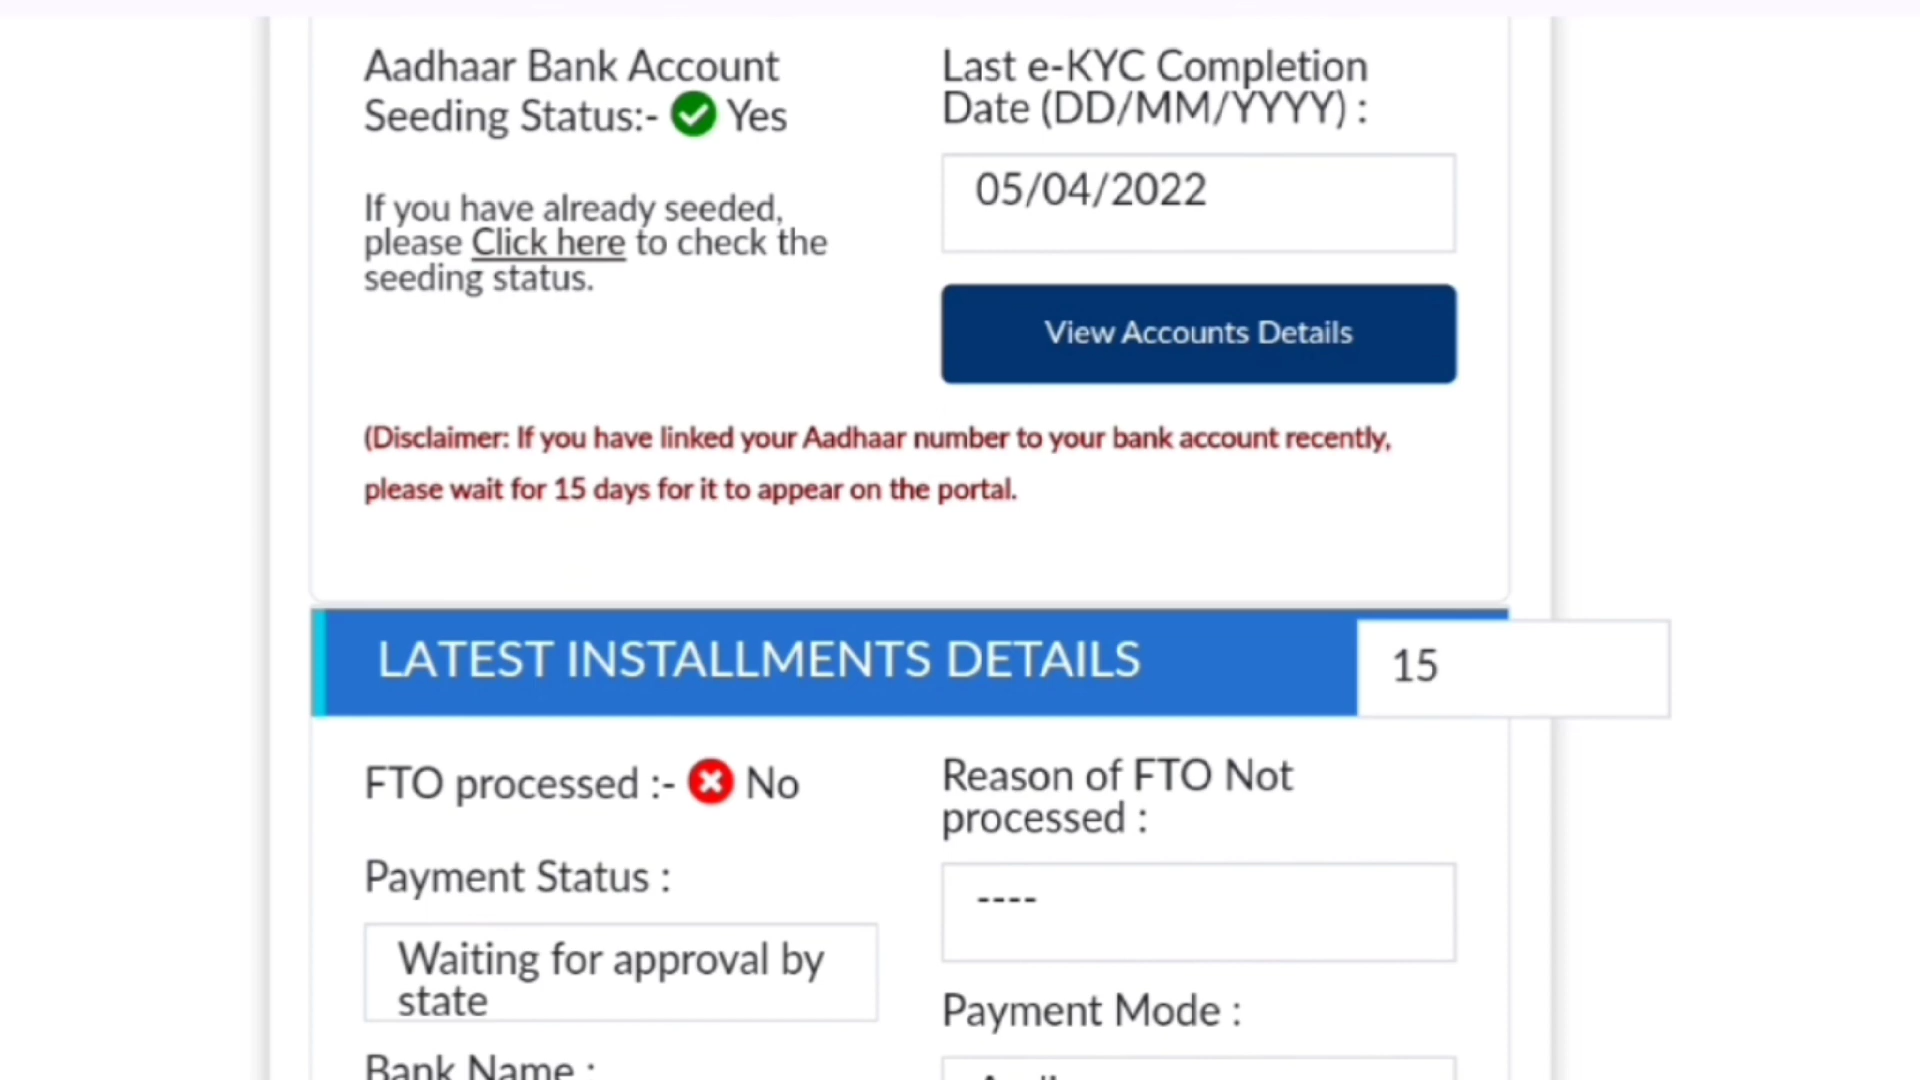 Aadhaar Bank Account
Seeding Status:- Yes
If you have already seeded,
please Click here to check the
seeding status.
Last e-KYC Completion
Date (DD/MM/YYYY) :
05/04/2022
View Accounts Details
(Disclaimer: If you have linked your Aadhaar number to your bank account recently,
please wait for 15 days for it to appear on the portal.
LATEST INSTALLMENTS DETAILS
15
FTO processed :- No
Reason of FTO Not
processed :
----
Payment Status :
Waiting for approval by
state
Payment Mode :
Bank Name :